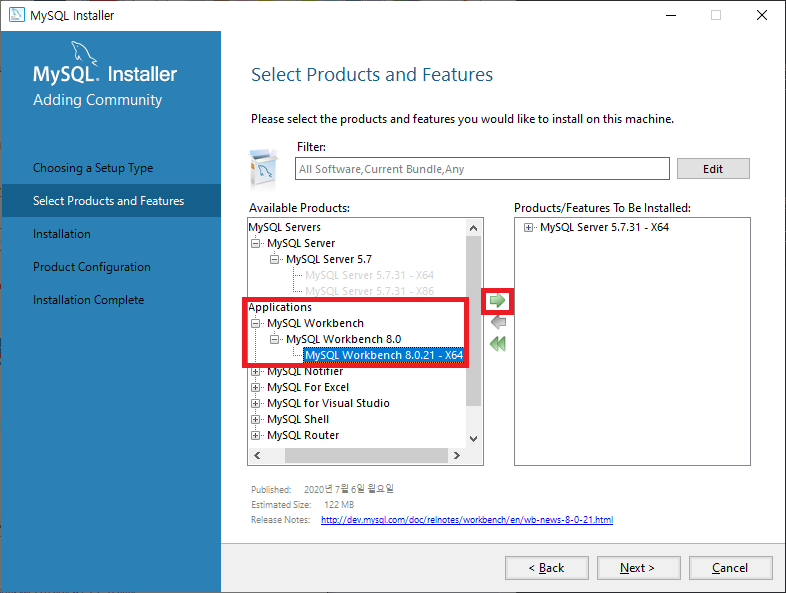 MySQL Installer
MySQL. Installer
Adding Community
Choosing a Setup Type
Select Products and Features
Installation
Product Configuration
Installation Complete
Select Products and Features
Please select the products and features you would like to install on this machine.
Filter:
All Software,Current Bundle,Any
Edit
Available Products:
MySQL Servers
MySQL Server
MySQL Server 5.7
MySQL Server 5.7.31 - X64
MySQL Server 5.7.31 - X86
Applications
MySQL Workbench
MySQL Workbench 8.0
MySQL Workbench 8.0.21 - X64
MySQL Notifier
MySQL For Excel
MySQL for Visual Studio
MySQL Shell
MySQL Router
Products/Features To Be Installed:
MySQL Server 5.7.31 - X64
Published: 2020년 7월 6일 월요일
Estimated Size: 122 MB
Release Notes: http://dev.mysql.com/doc/relnotes/workbench/en/wb-news-8-0-21.html
< Back
Next >
Cancel